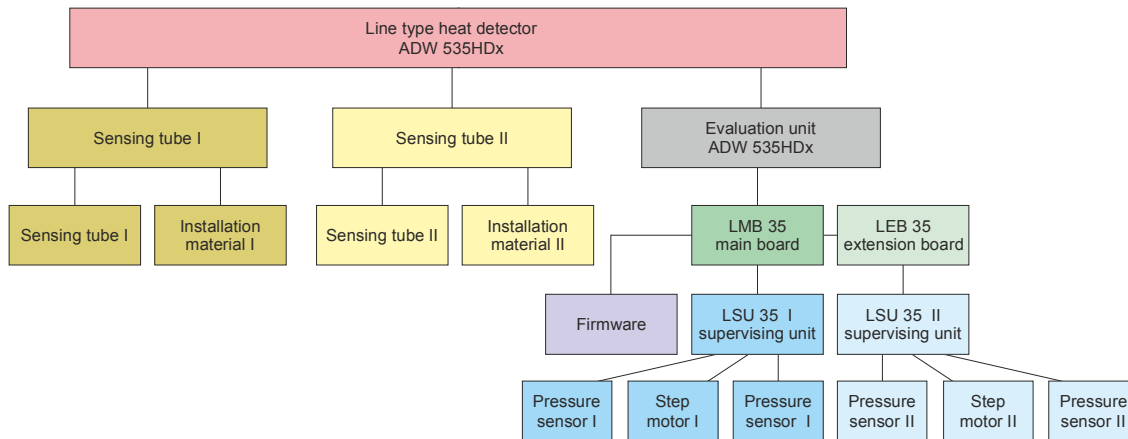 Line type heat detector
ADW 535HDx
Sensing tube I
Sensing tube II
Evaluation unit
ADW 535HDx
Sensing tube I
Installation
material I
Sensing tube II
Installation
material II
LMB 35
main board
LEB 35
extension board
Firmware
LSU 35 I
supervising unit
LSU 35 II
supervising unit
Pressure
sensor I
Step
motor I
Pressure
sensor I
Pressure
sensor II
Step
motor II
Pressure
sensor II